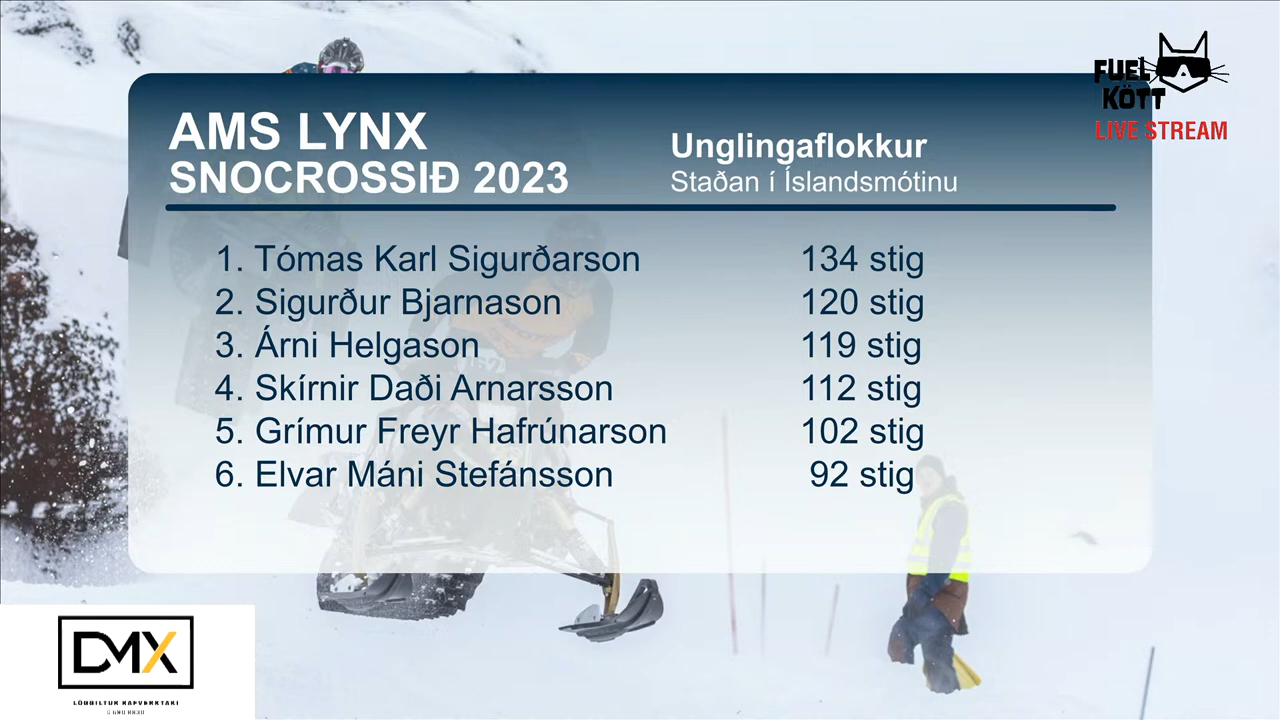 AMS LYNX
SNOCROSSIÐ 2023
Unglingaflokkur
Staðan í Íslandsmótinu
1. Tómas Karl Sigurðarson 134 stig
2. Sigurður Bjarnason 120 stig
3. Árni Helgason 119 stig
4. Skírnir Daði Arnarsson 112 stig
5. Grímur Freyr Hafrúnarson 102 stig
6. Elvar Máni Stefánsson 92 stig
FUEL
KÖTT
LIVE STREAM
DMX
LÖGGILTUR RAFVERKTAKI